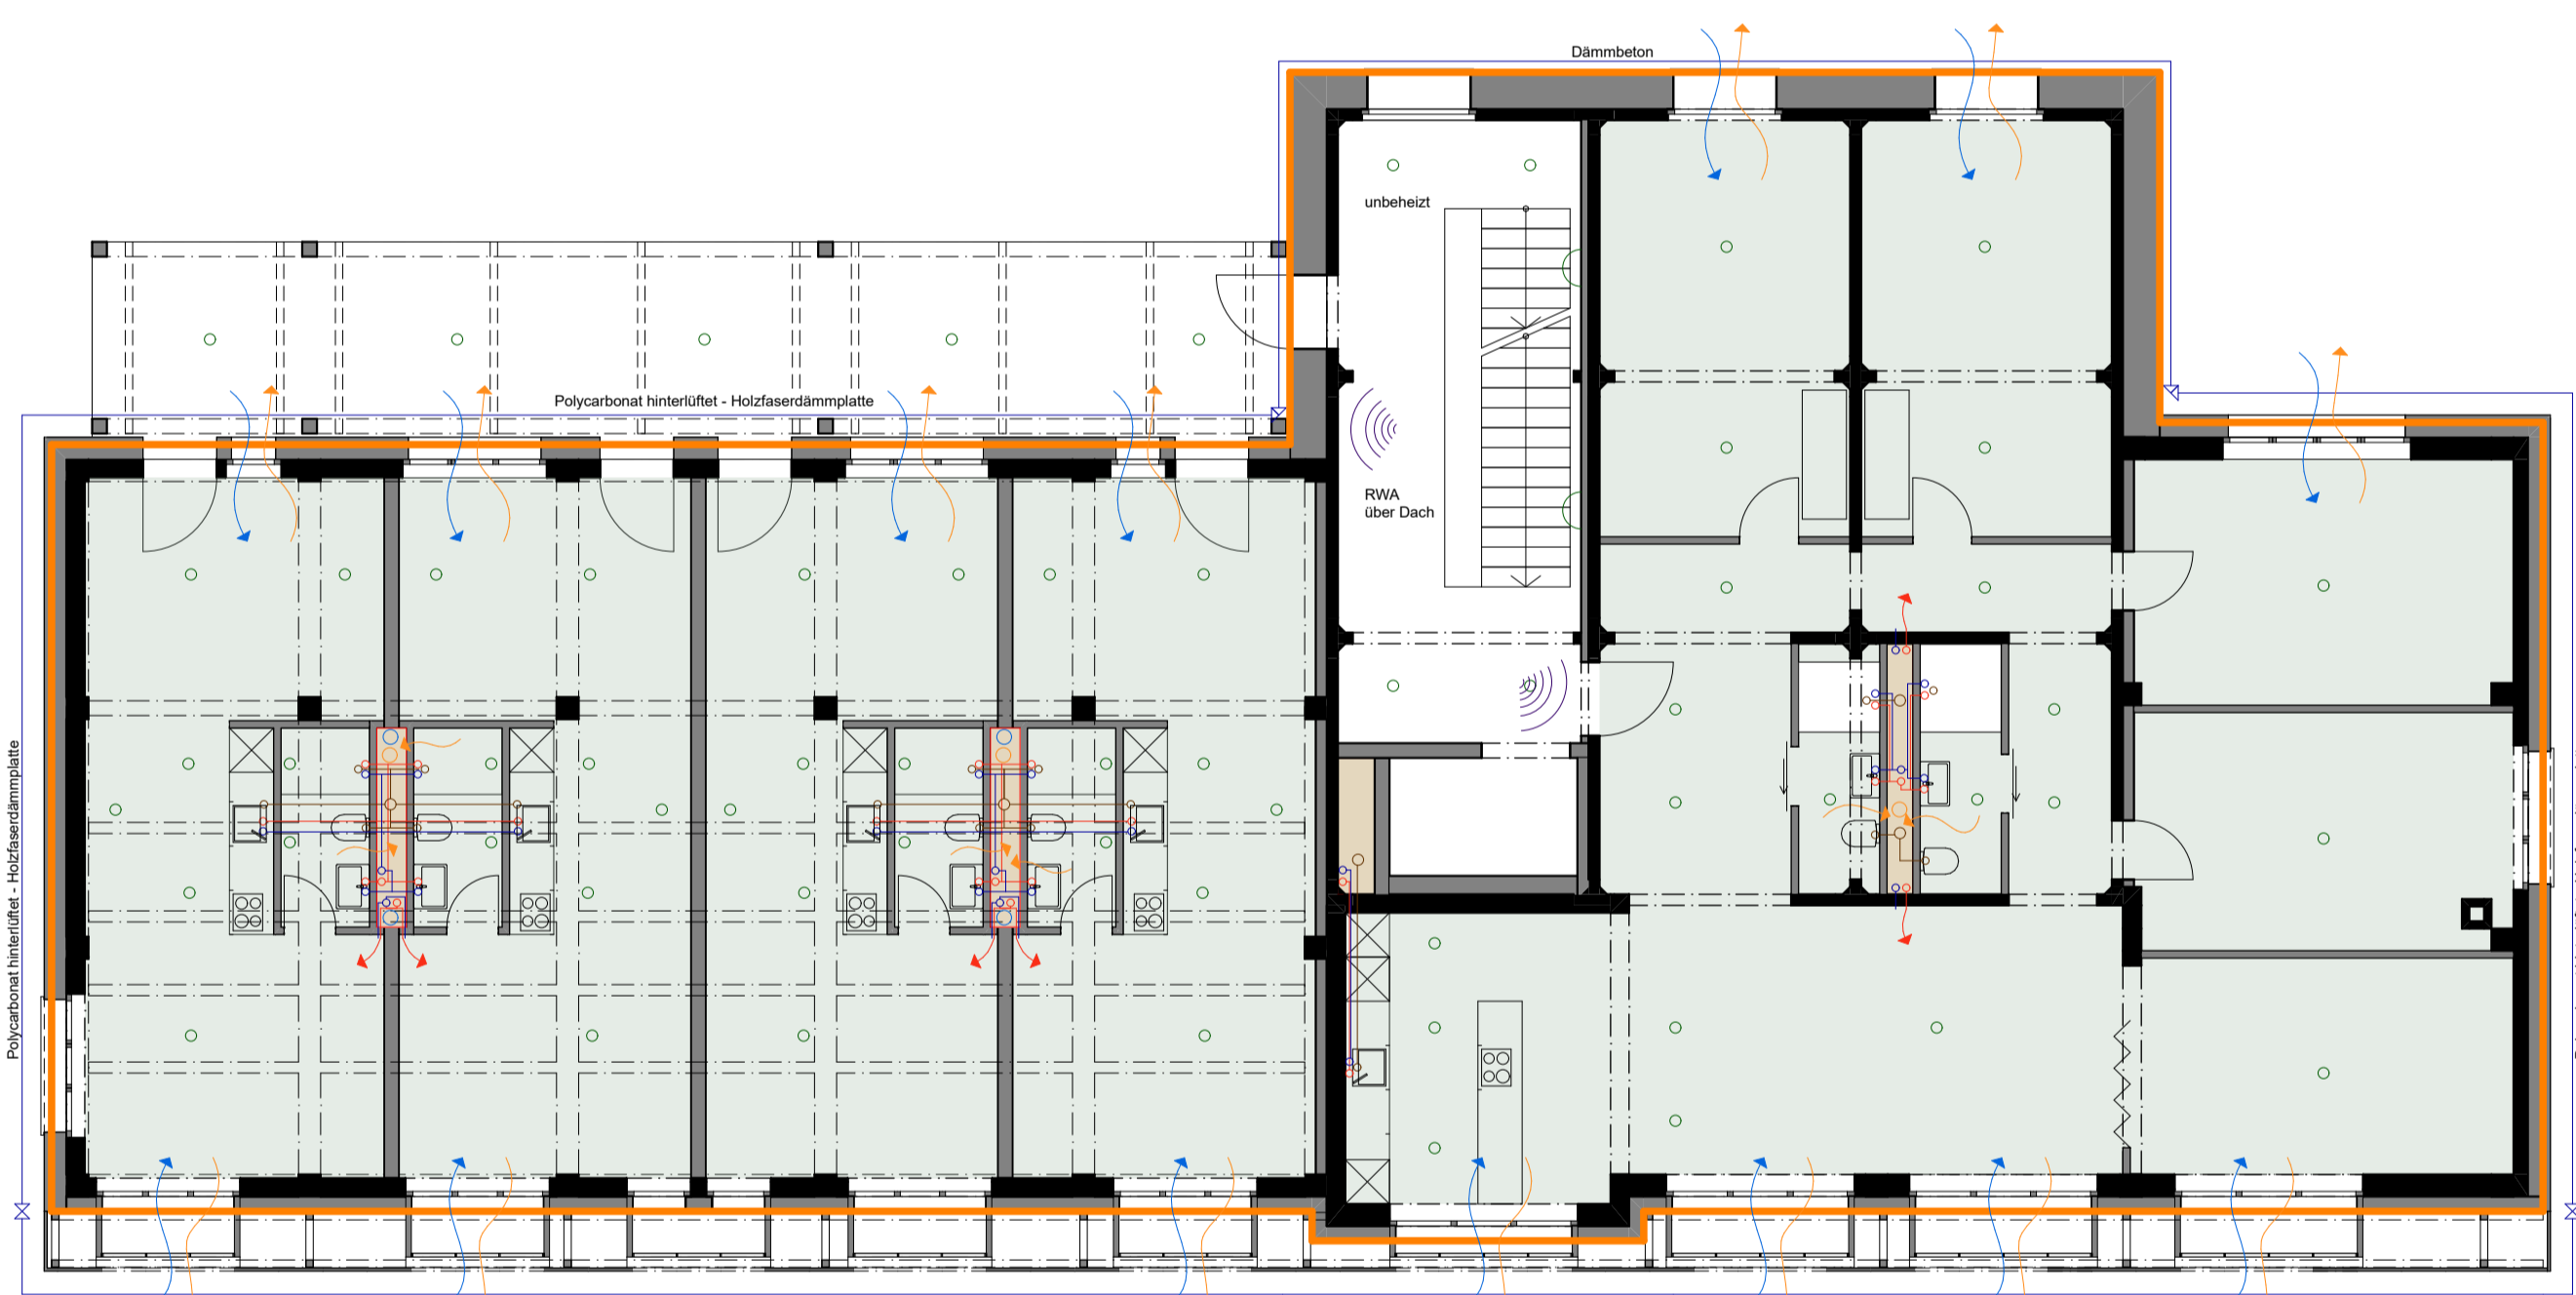 Dämmbeton
unbeheizt
Polycarbonat hinterlüftet - Holzfaserdämmplatte
RWA
über Dach
Polycarbonat hinterlüftet - Holzfaserdämmplatte